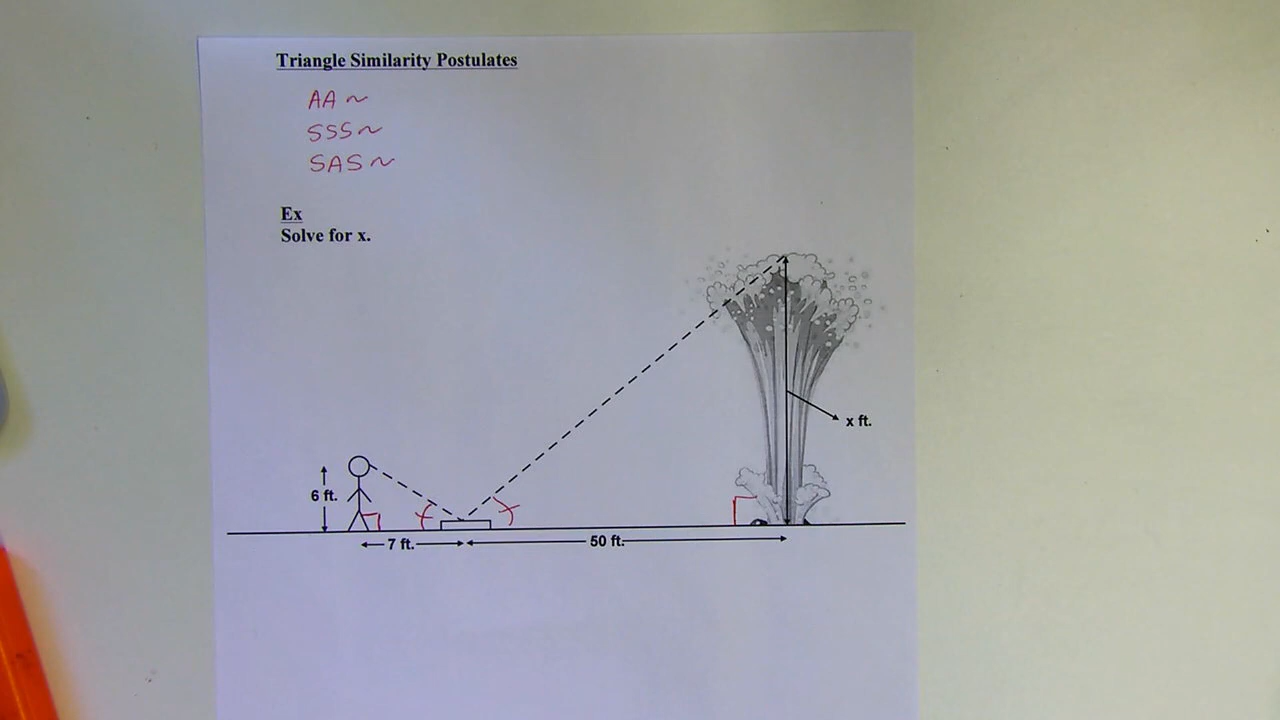 Triangle Similarity Postulates
AA ~
SSS ~
SAS ~
Ex
Solve for x.
x ft.
6 ft.
7 ft.
50 ft.